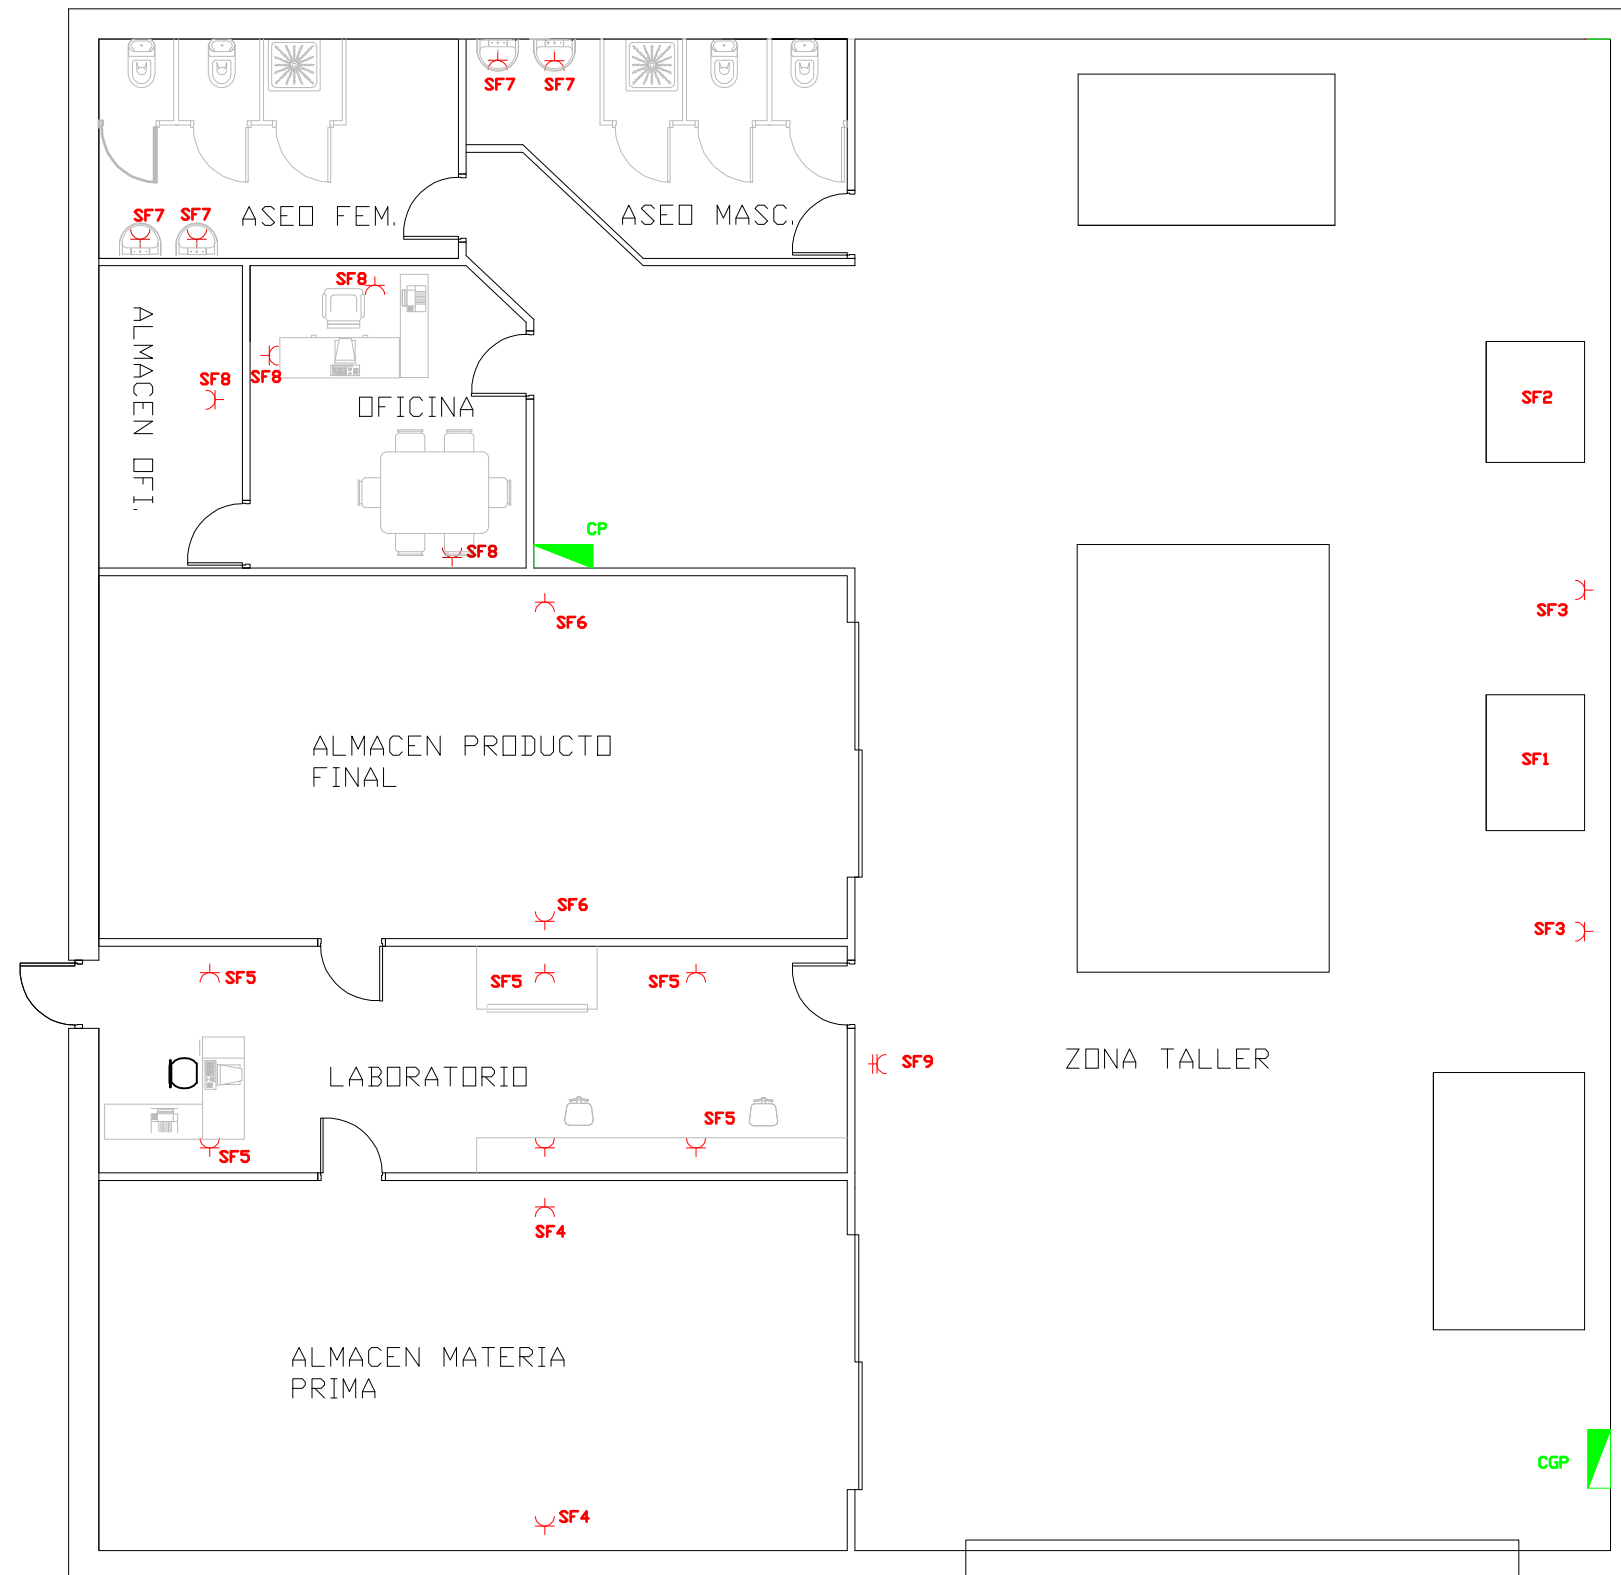 SF7
SF7
SF7
SF7
ASEO FEM.
ASEO MASC.
SF8
ALMACEN OFI.
SF8
SF8
OFICINA
SF2
CP
SF8
SF3
SF6
ALMACEN PRODUCTO
FINAL
SF1
SF6
SF3
SF5
SF5
SF5
ZONA TALLER
SF9
LABORATORIO
SF5
SF5
SF4
ALMACEN MATERIA
PRIMA
CGP
SF4